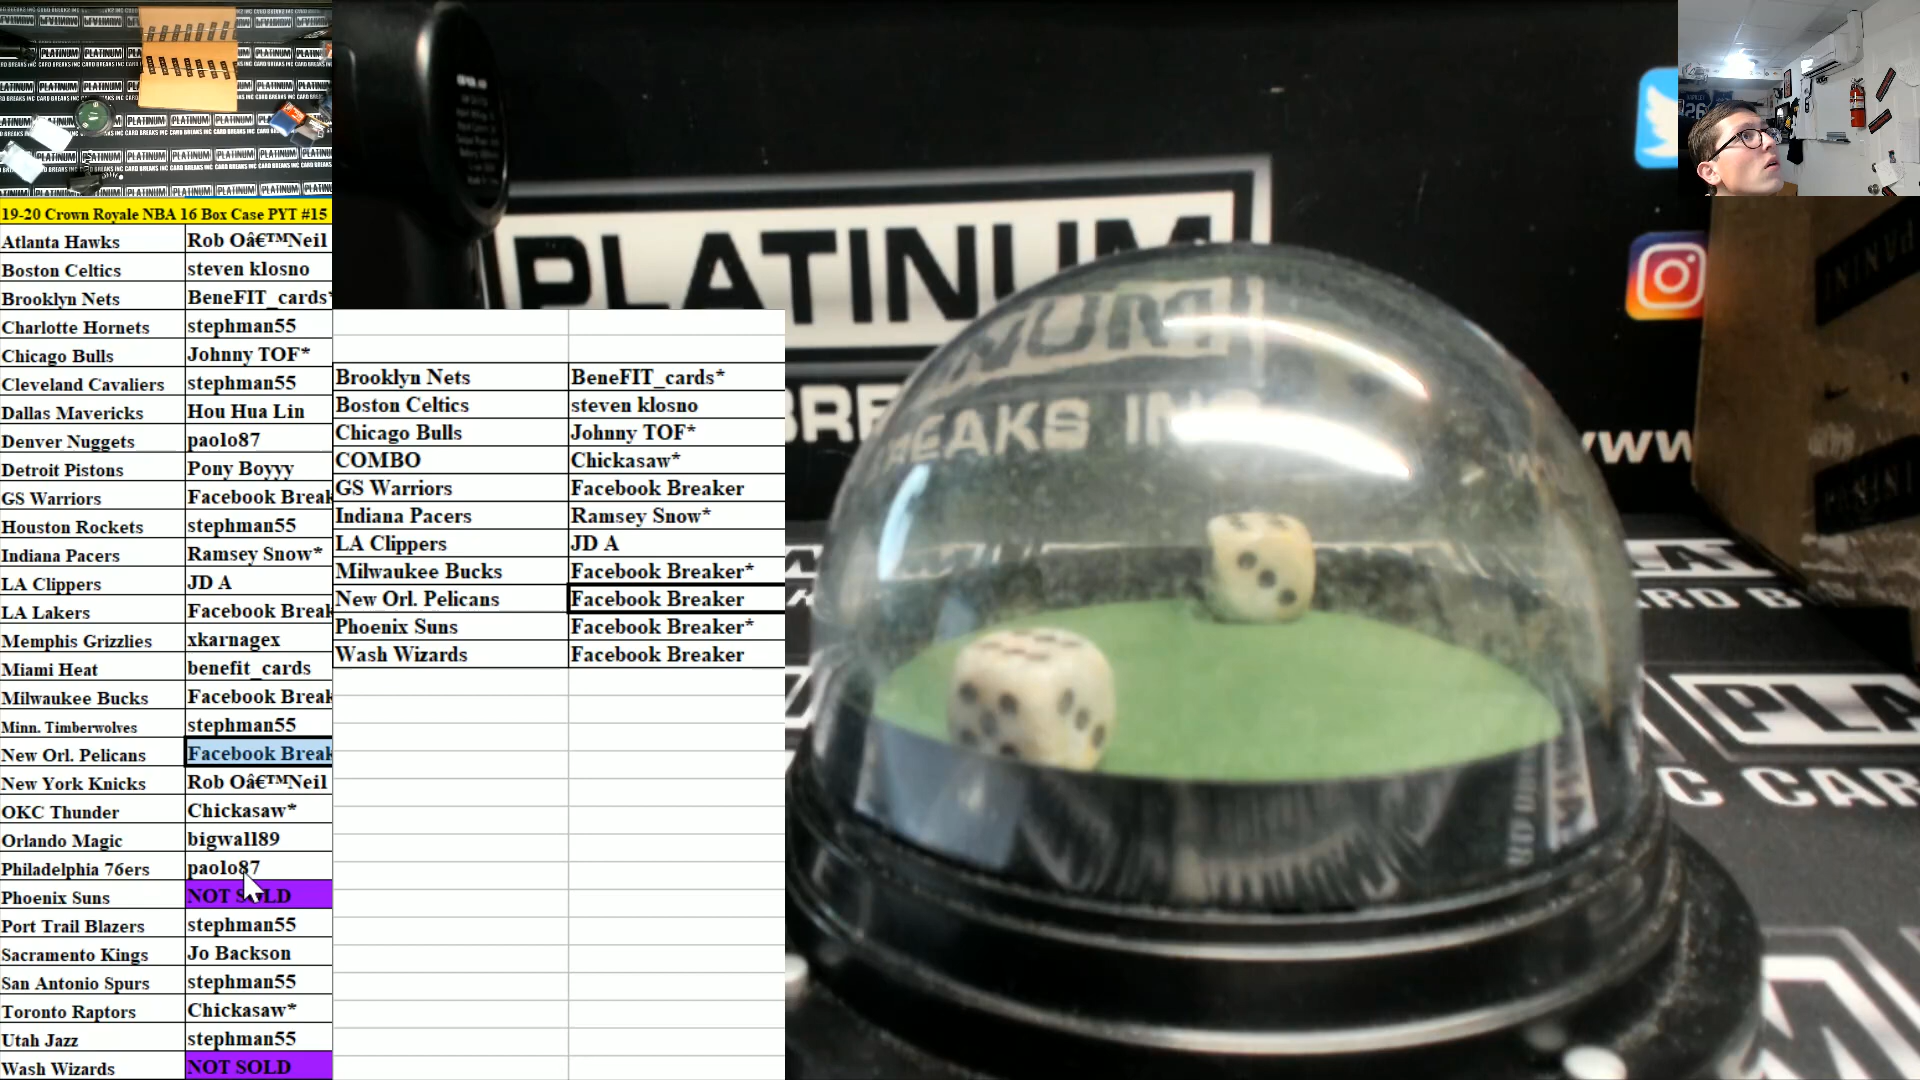 19-20 Crown Royale NBA 16 Box Case PYT #15
Atlanta Hawks Rob Oâ€™Neil
Boston Celtics steven klosno
Brooklyn Nets BeneFIT_cards*
Charlotte Hornets stephman55
Chicago Bulls Johnny TOF*
Cleveland Cavaliers stephman55
Dallas Mavericks Hou Hua Lin
Denver Nuggets paolo87
Detroit Pistons Pony Boyyy
GS Warriors Facebook Break
Houston Rockets stephman55
Indiana Pacers Ramsey Snow*
LA Clippers JD A
LA Lakers Facebook Break
Memphis Grizzlies xkarnagex
Miami Heat benefit_cards
Milwaukee Bucks Facebook Break
Minn. Timberwolves stephman55
New Orl. Pelicans Facebook Break
New York Knicks Rob Oâ€™Neil
OKC Thunder Chickasaw*
Orlando Magic bigwall89
Philadelphia 76ers paolo87
Phoenix Suns NOT SOLD
Port Trail Blazers stephman55
Sacramento Kings Jo Backson
San Antonio Spurs stephman55
Toronto Raptors Chickasaw*
Utah Jazz stephman55
Wash Wizards NOT SOLD
Brooklyn Nets BeneFIT_cards*
Boston Celtics steven klosno
Chicago Bulls Johnny TOF*
COMBO Chickasaw*
GS Warriors Facebook Breaker
Indiana Pacers Ramsey Snow*
LA Clippers JD A
Milwaukee Bucks Facebook Breaker*
New Orl. Pelicans Facebook Breaker
Phoenix Suns Facebook Breaker*
Wash Wizards Facebook Breaker
PLATINUM
BREAKS INC
www
PANINI
PLA
C CAR